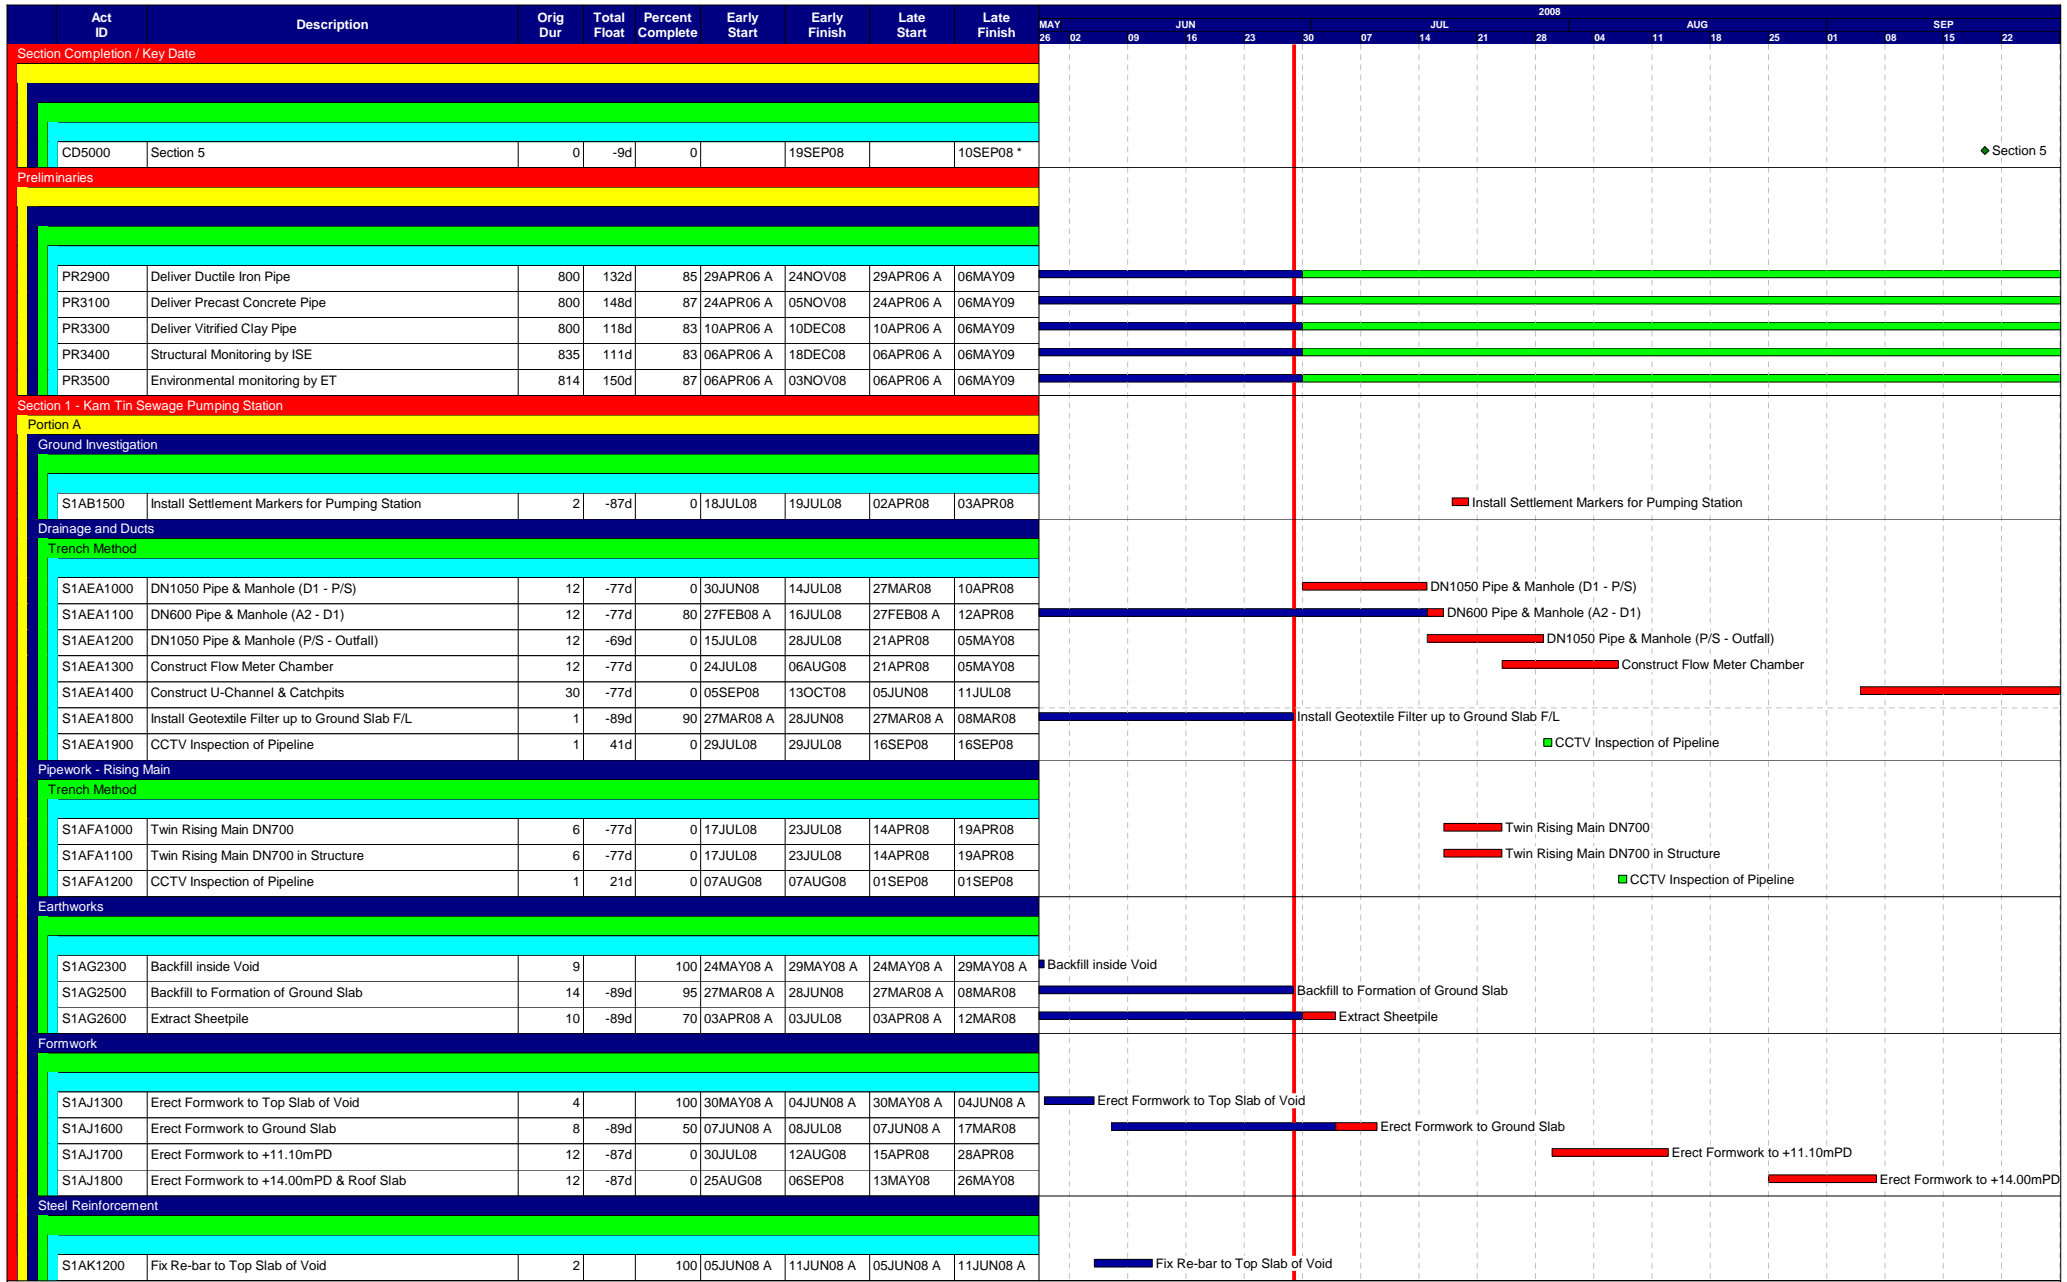 Act ID Description Orig Dur Total Float Percent Complete Early Start Early Finish Late Start Late Finish
2008
MAY JUN JUL AUG SEP
26 02 09 16 23 30 07 14 21 28 04 11 18 25 01 08 15 22
Section Completion / Key Date
CD5000 Section 5 0 -9d 0 19SEP08 10SEP08 * Section 5
Preliminaries
PR2900 Deliver Ductile Iron Pipe 800 132d 85 29APR06 A 24NOV08 29APR06 A 06MAY09
PR3100 Deliver Precast Concrete Pipe 800 148d 87 24APR06 A 05NOV08 24APR06 A 06MAY09
PR3300 Deliver Vitrified Clay Pipe 800 118d 83 10APR06 A 10DEC08 10APR06 A 06MAY09
PR3400 Structural Monitoring by ISE 835 111d 83 06APR06 A 18DEC08 06APR06 A 06MAY09
PR3500 Environmental monitoring by ET 814 150d 87 06APR06 A 03NOV08 06APR06 A 06MAY09
Section 1 - Kam Tin Sewage Pumping Station
Portion A
Ground Investigation
S1AB1500 Install Settlement Markers for Pumping Station 2 -87d 0 18JUL08 19JUL08 02APR08 03APR08 Install Settlement Markers for Pumping Station
Drainage and Ducts
Trench Method
S1AEA1000 DN1050 Pipe & Manhole (D1 - P/S) 12 -77d 0 30JUN08 14JUL08 27MAR08 10APR08 DN1050 Pipe & Manhole (D1 - P/S)
S1AEA1100 DN600 Pipe & Manhole (A2 - D1) 12 -77d 80 27FEB08 A 16JUL08 27FEB08 A 12APR08 DN600 Pipe & Manhole (A2 - D1)
S1AEA1200 DN1050 Pipe & Manhole (P/S - Outfall) 12 -69d 0 15JUL08 28JUL08 21APR08 05MAY08 DN1050 Pipe & Manhole (P/S - Outfall)
S1AEA1300 Construct Flow Meter Chamber 12 -77d 0 24JUL08 06AUG08 21APR08 05MAY08 Construct Flow Meter Chamber
S1AEA1400 Construct U-Channel & Catchpits 30 -77d 0 05SEP08 13OCT08 05JUN08 11JUL08
S1AEA1800 Install Geotextile Filter up to Ground Slab F/L 1 -89d 90 27MAR08 A 28JUN08 27MAR08 A 08MAR08 Install Geotextile Filter up to Ground Slab F/L
S1AEA1900 CCTV Inspection of Pipeline 1 41d 0 29JUL08 29JUL08 16SEP08 16SEP08 CCTV Inspection of Pipeline
Pipework - Rising Main
Trench Method
S1AFA1000 Twin Rising Main DN700 6 -77d 0 17JUL08 23JUL08 14APR08 19APR08 Twin Rising Main DN700
S1AFA1100 Twin Rising Main DN700 in Structure 6 -77d 0 17JUL08 23JUL08 14APR08 19APR08 Twin Rising Main DN700 in Structure
S1AFA1200 CCTV Inspection of Pipeline 1 21d 0 07AUG08 07AUG08 01SEP08 01SEP08 CCTV Inspection of Pipeline
Earthworks
S1AG2300 Backfill inside Void 9 100 24MAY08 A 29MAY08 A 24MAY08 A 29MAY08 A Backfill inside Void
S1AG2500 Backfill to Formation of Ground Slab 14 -89d 95 27MAR08 A 28JUN08 27MAR08 A 08MAR08 Backfill to Formation of Ground Slab
S1AG2600 Extract Sheetpile 10 -89d 70 03APR08 A 03JUL08 03APR08 A 12MAR08 Extract Sheetpile
Formwork
S1AJ1300 Erect Formwork to Top Slab of Void 4 100 30MAY08 A 04JUN08 A 30MAY08 A 04JUN08 A Erect Formwork to Top Slab of Void
S1AJ1600 Erect Formwork to Ground Slab 8 -89d 50 07JUN08 A 08JUL08 07JUN08 A 17MAR08 Erect Formwork to Ground Slab
S1AJ1700 Erect Formwork to +11.10mPD 12 -87d 0 30JUL08 12AUG08 15APR08 28APR08 Erect Formwork to +11.10mPD
S1AJ1800 Erect Formwork to +14.00mPD & Roof Slab 12 -87d 0 25AUG08 06SEP08 13MAY08 26MAY08 Erect Formwork to +14.00mPD
Steel Reinforcement
S1AK1200 Fix Re-bar to Top Slab of Void 2 100 05JUN08 A 11JUN08 A 05JUN08 A 11JUN08 A Fix Re-bar to Top Slab of Void